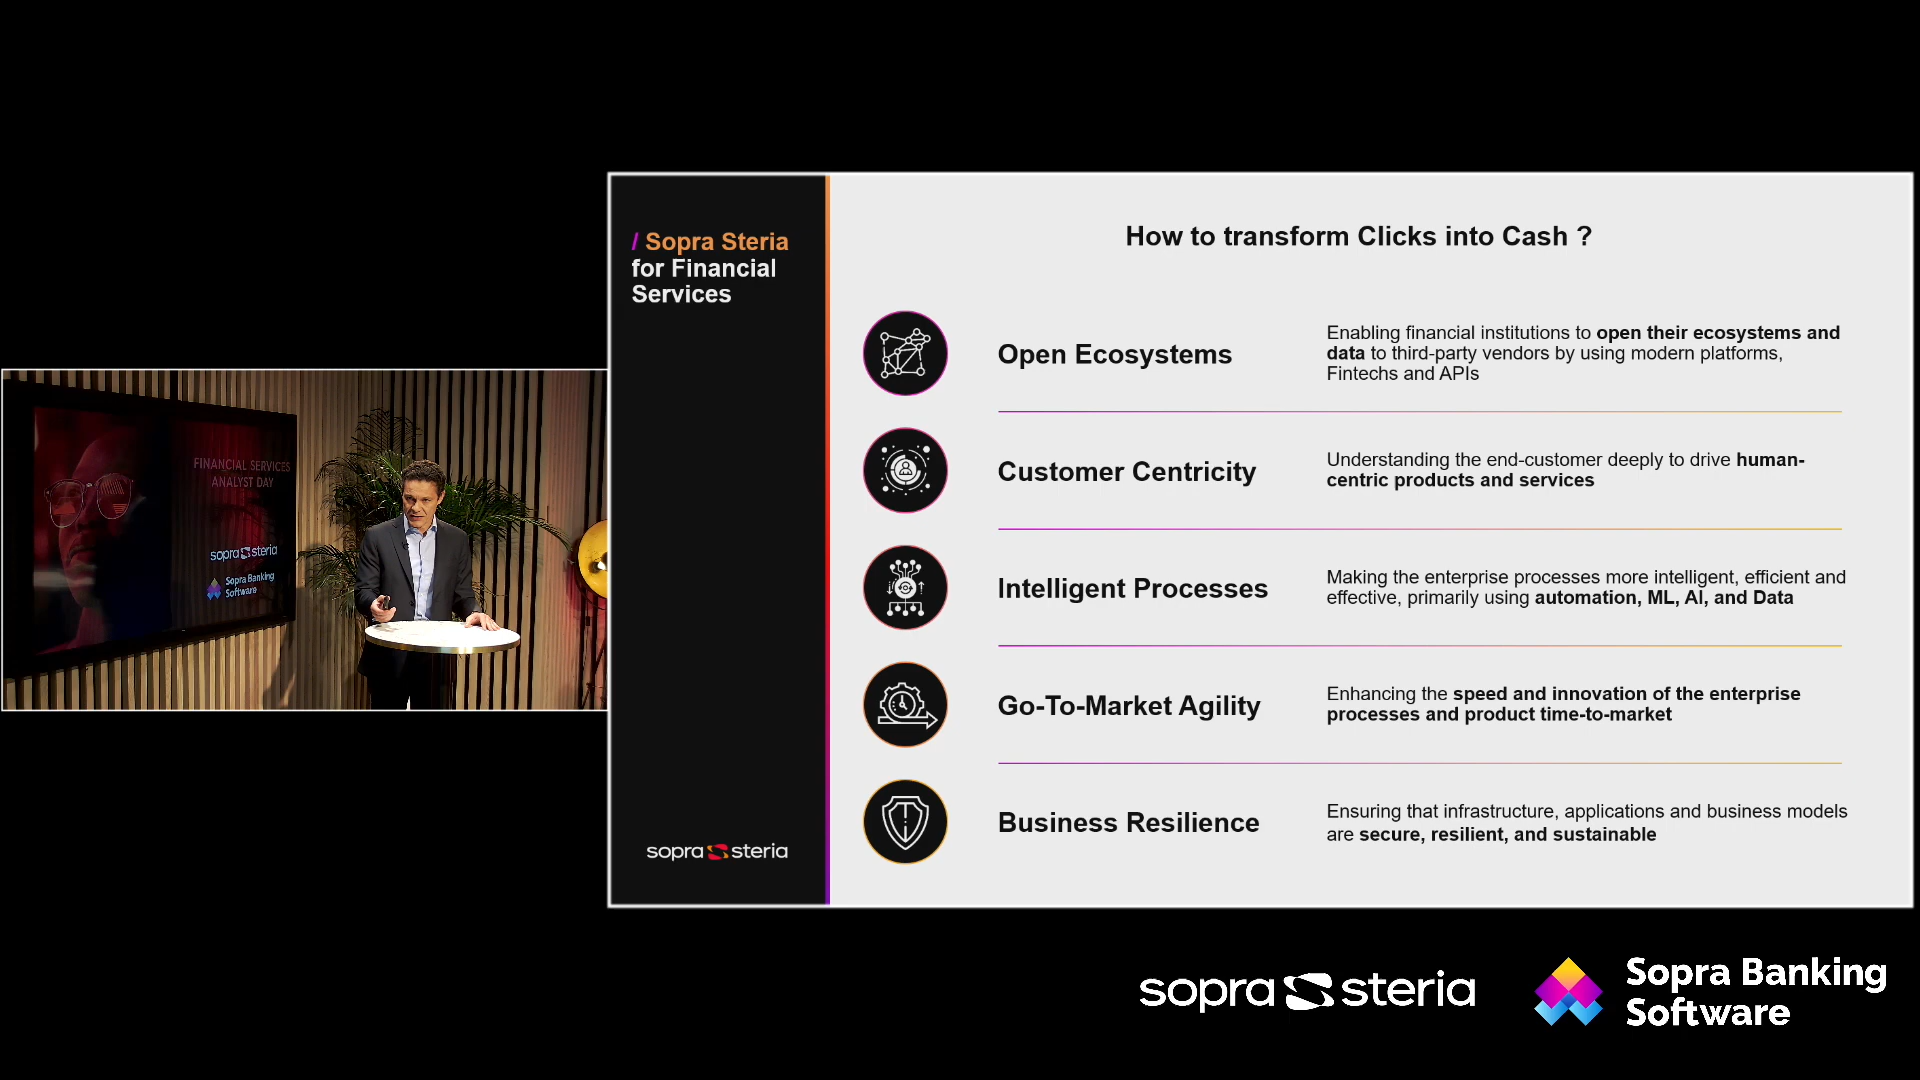 / Sopra Steria
for Financial
Services
How to transform Clicks into Cash ?
Open Ecosystems
Enabling financial institutions to open their ecosystems and
data to third-party vendors by using modern platforms,
Fintechs and APIs
Customer Centricity
Understanding the end-customer deeply to drive human-
centric products and services
Intelligent Processes
Making the enterprise processes more intelligent, efficient and
effective, primarily using automation, ML, AI, and Data
Go-To-Market Agility
Enhancing the speed and innovation of the enterprise
processes and product time-to-market
Business Resilience
Ensuring that infrastructure, applications and business models
are secure, resilient, and sustainable
sopra steria
FINANCIAL SERVICES
ANALYST DAY
sopra steria
Sopra Banking
Software
sopra steria
Sopra Banking
Software